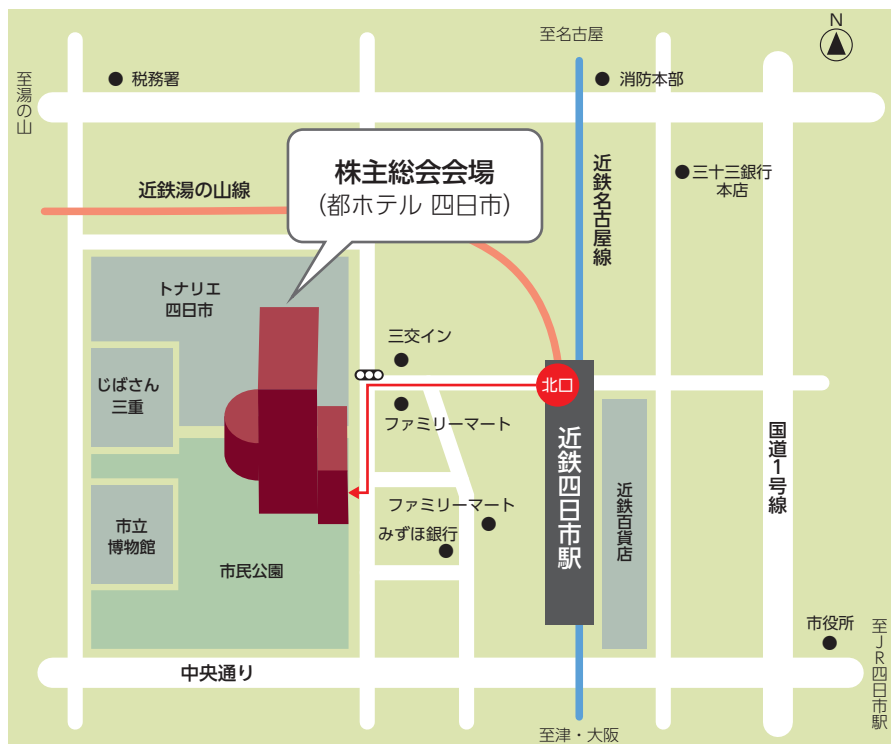 N
至名古屋
至湯の山
税務署
消防本部
株主総会会場
(都ホテル 四日市)
近鉄湯の山線
近鉄名古屋線
三十三銀行
本店
トナリエ
四日市
三交イン
じばさん
三重
北口
ファミリーマート
近鉄四日市駅
国道1号線
近鉄百貨店
ファミリーマート
みずほ銀行
市立
博物館
市民公園
市役所
至JR四日市駅
中央通り
至津・大阪